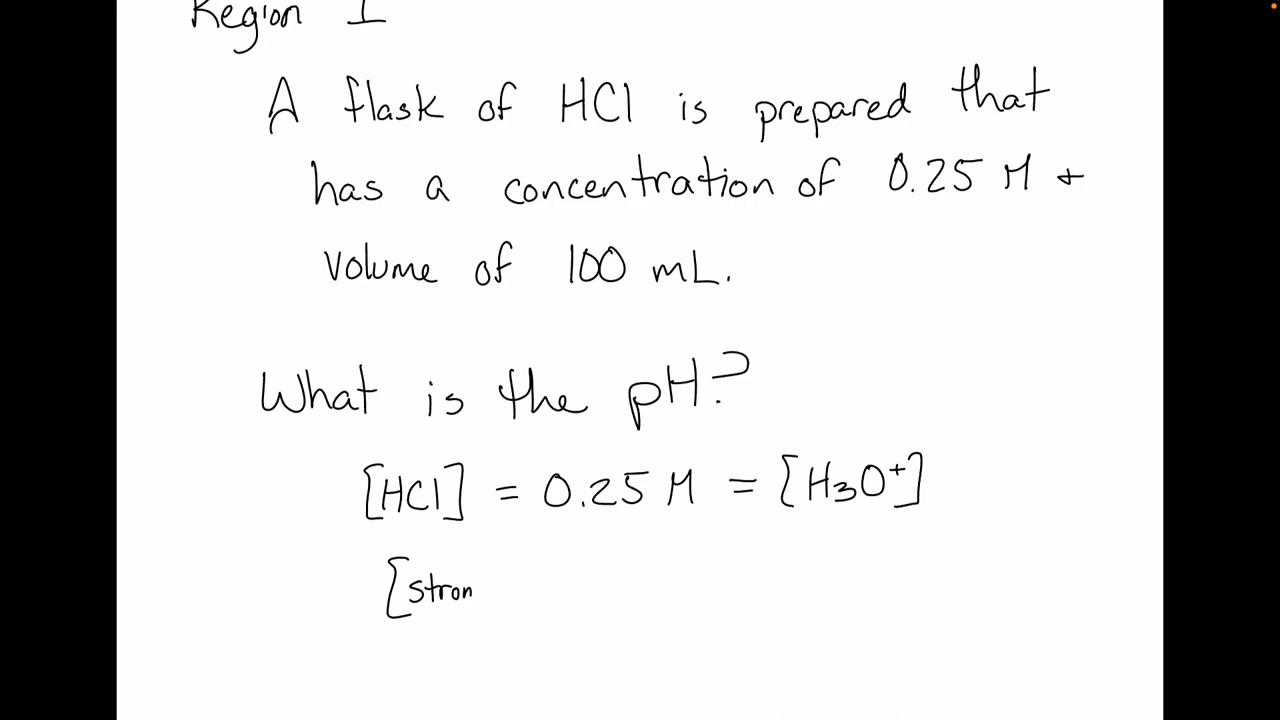 Region I
A flask of HCl is prepared that
has a concentration of 0.25 M +
volume of 100 mL.
What is the pH?
[HCl] = 0.25 M = [H₃O⁺]
[stron